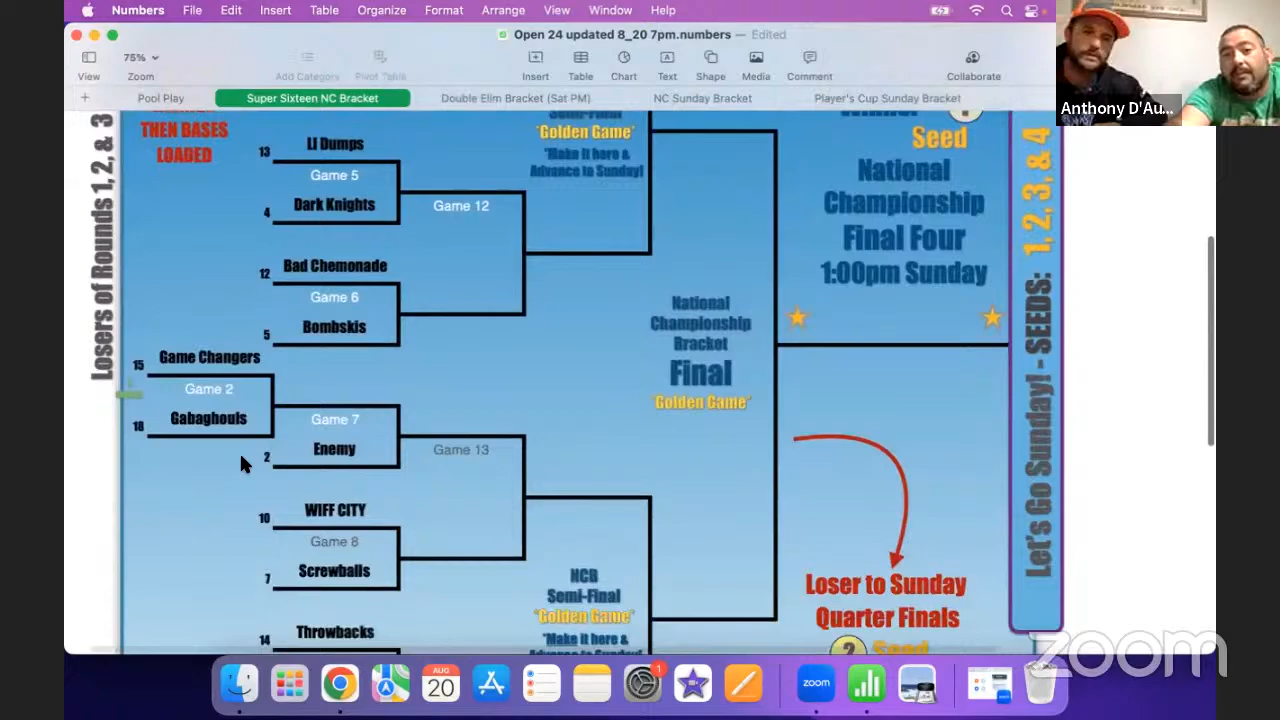 Numbers File Edit Insert Table Organize Format Arrange View Window Help
Open 24 updated 8_20 7pm.numbers — Edited
75%
View Zoom Add Category Pivot Table Insert Table Chart Text Shape Media Comment Collaborate
Pool Play Super Sixteen NC Bracket Double Elim Bracket (Sat PM) NC Sunday Bracket Player's Cup Sunday Bracket
Anthony D'Au...
Losers of Rounds 1, 2, & 3
THEN BASES
LOADED
13 LI Dumps
Game 5
4 Dark Knights
Game 12
12 Bad Chemonade
Game 6
5 Bombskis
15 Game Changers
Game 2
18 Gabaghouls
Game 7
2 Enemy
Game 13
10 WIFF CITY
Game 8
7 Screwballs
14 Throwbacks
"Golden Game"
"Make it here &
Advance to Sunday!
National
Championship
Bracket
Final
"Golden Game"
NCB
Semi-Final
"Golden Game"
"Make it here &
Seed
National
Championship
Final Four
1:00pm Sunday
Loser to Sunday
Quarter Finals
2 Seed
Let's Go Sunday! - SEEDS: 1, 2, 3, & 4
AUG
20
zoom
1
zoom